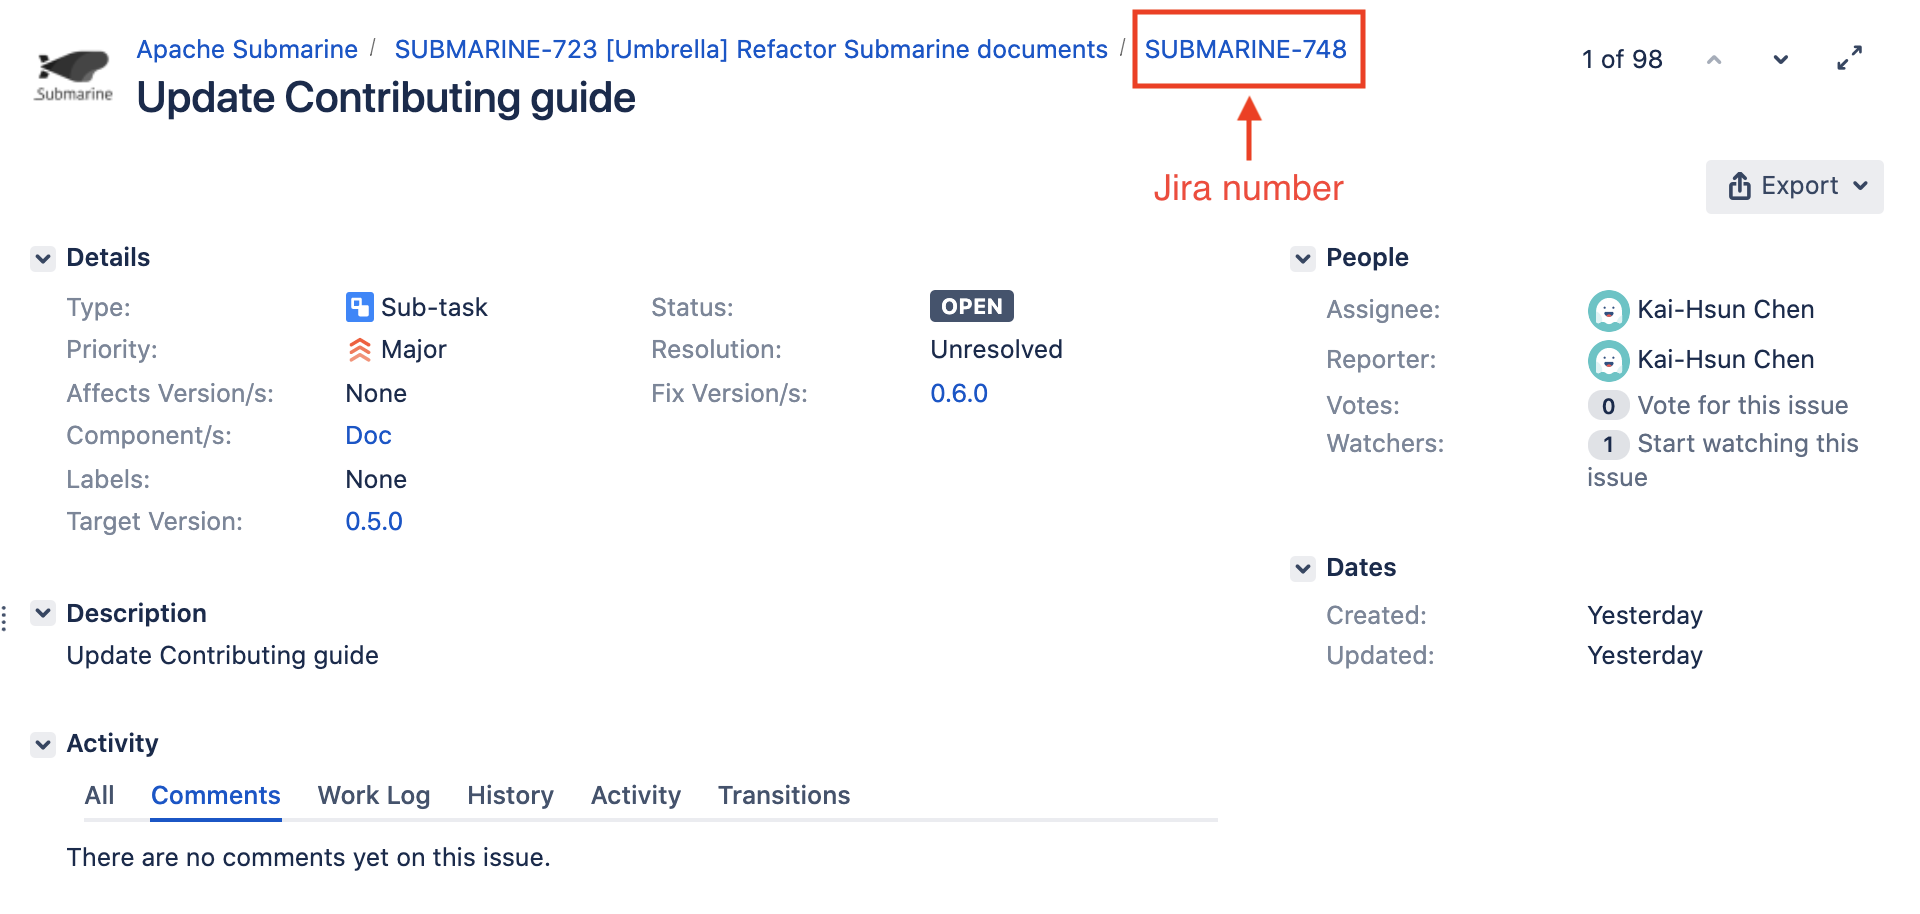 Submarine
Apache Submarine / SUBMARINE-723 [Umbrella] Refactor Submarine documents / SUBMARINE-748
Update Contributing guide
1 of 98
Jira number
Export
Details
Type: Sub-task Status: OPEN
Priority: Major Resolution: Unresolved
Affects Version/s: None Fix Version/s: 0.6.0
Component/s: Doc
Labels: None
Target Version: 0.5.0
People
Assignee: Kai-Hsun Chen
Reporter: Kai-Hsun Chen
Votes: 0 Vote for this issue
Watchers: 1 Start watching this
issue
Dates
Created: Yesterday
Updated: Yesterday
Description
Update Contributing guide
Activity
All Comments Work Log History Activity Transitions
There are no comments yet on this issue.